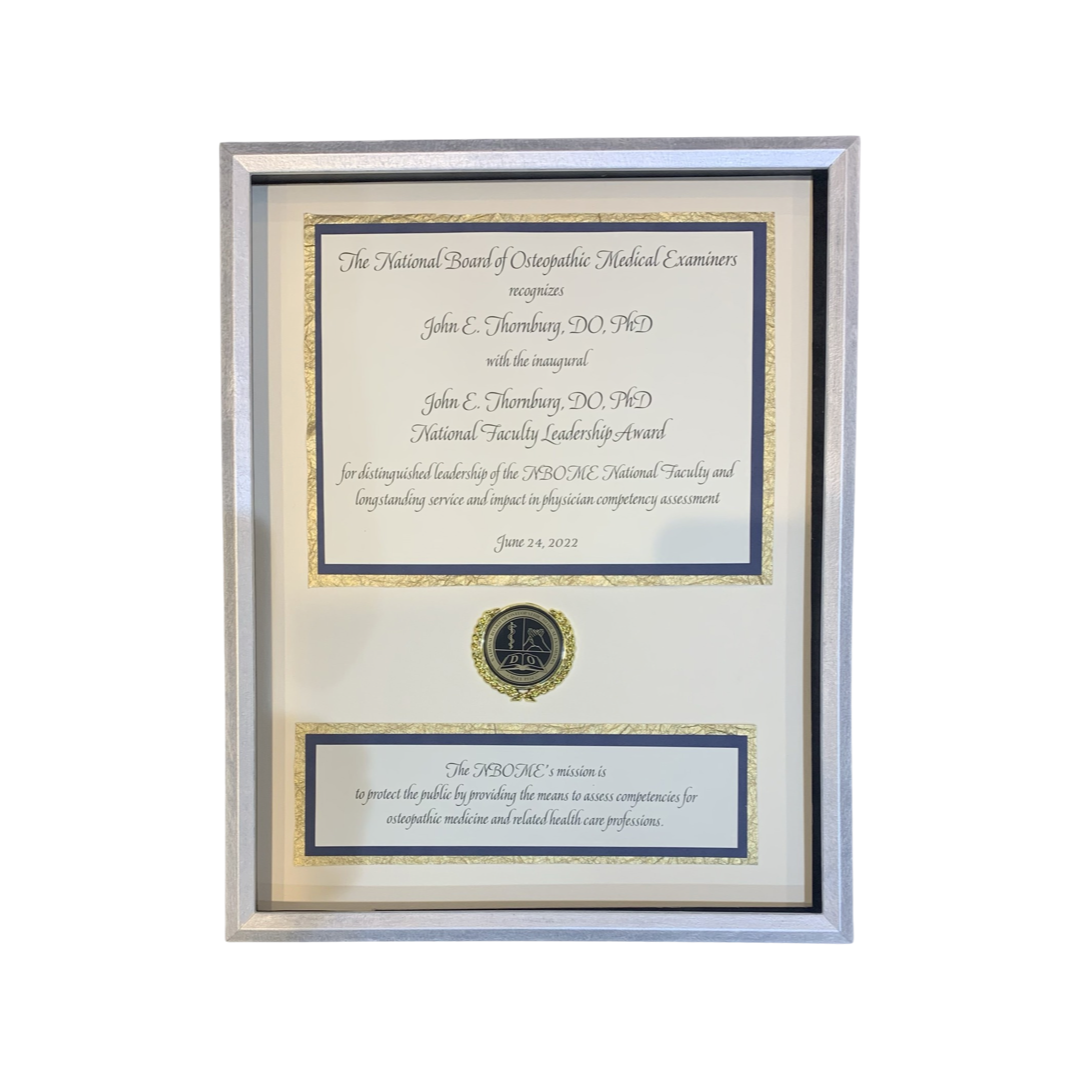 The National Board of Osteopathic Medical Examiners
recognizes
John E. Thornburg, DO, PhD
with the inaugural
John E. Thornburg, DO, PhD
National Faculty Leadership Award
for distinguished leadership of the NBOME National Faculty and
longstanding service and impact in physician competency assessment
June 24, 2022
DO
The NBOME's mission is
to protect the public by providing the means to assess competencies for
osteopathic medicine and related health care professions.